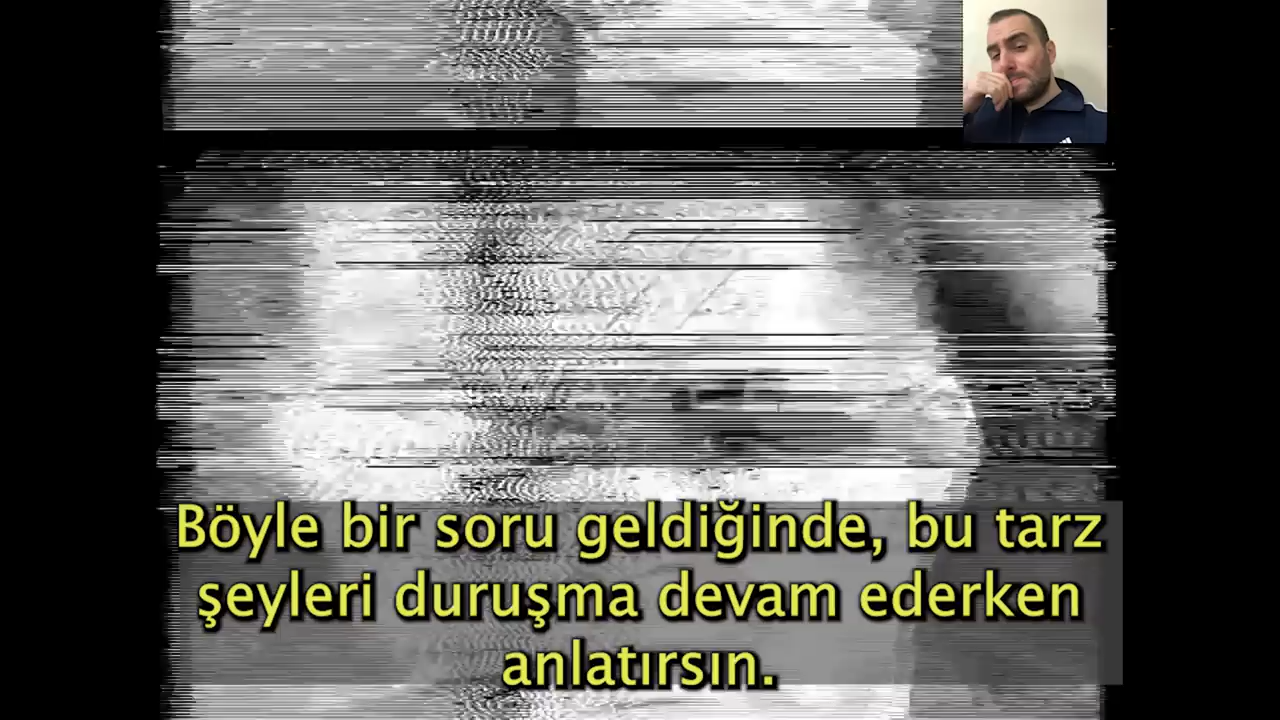 Böyle bir soru geldiğinde, bu tarz
şeyleri duruşma devam ederken
anlatırsın.